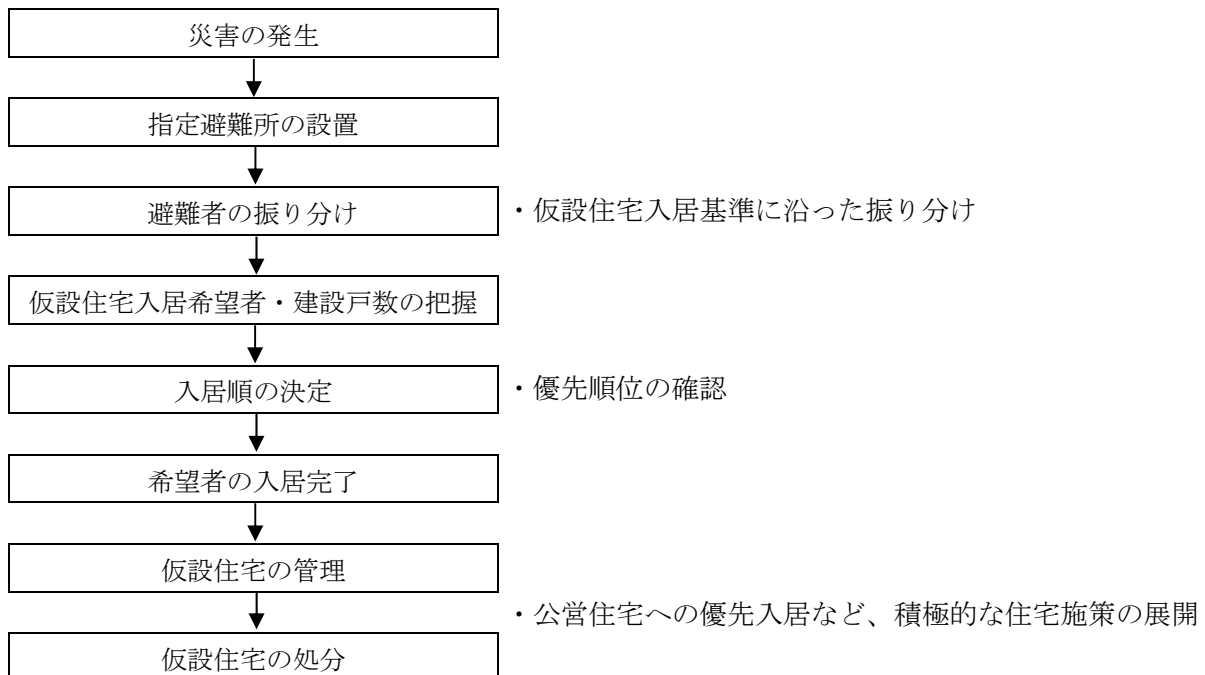 災害の発生
指定避難所の設置
避難者の振り分け
・仮設住宅入居基準に沿った振り分け
仮設住宅入居希望者・建設戸数の把握
入居順の決定
・優先順位の確認
希望者の入居完了
仮設住宅の管理
・公営住宅への優先入居など、積極的な住宅施策の展開
仮設住宅の処分